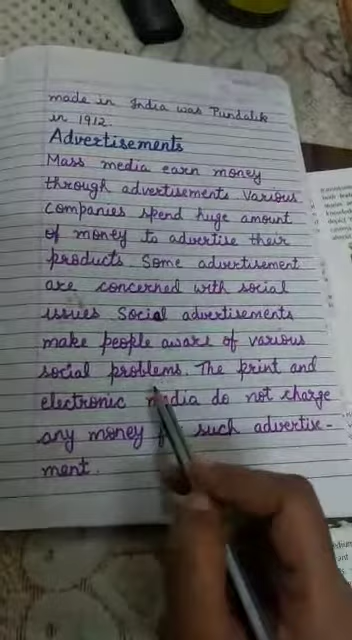 made in India was Pundalik
in 1912.
Advertisements
Mass media earn money
through advertisements Various
companies spend huge amount
of money to advertise their
products. Some advertisement
are concerned with social
issues Social advertisements
make people aware of various
social problems. The print and
electronic media do not charge
any money for such advertise-
ment.